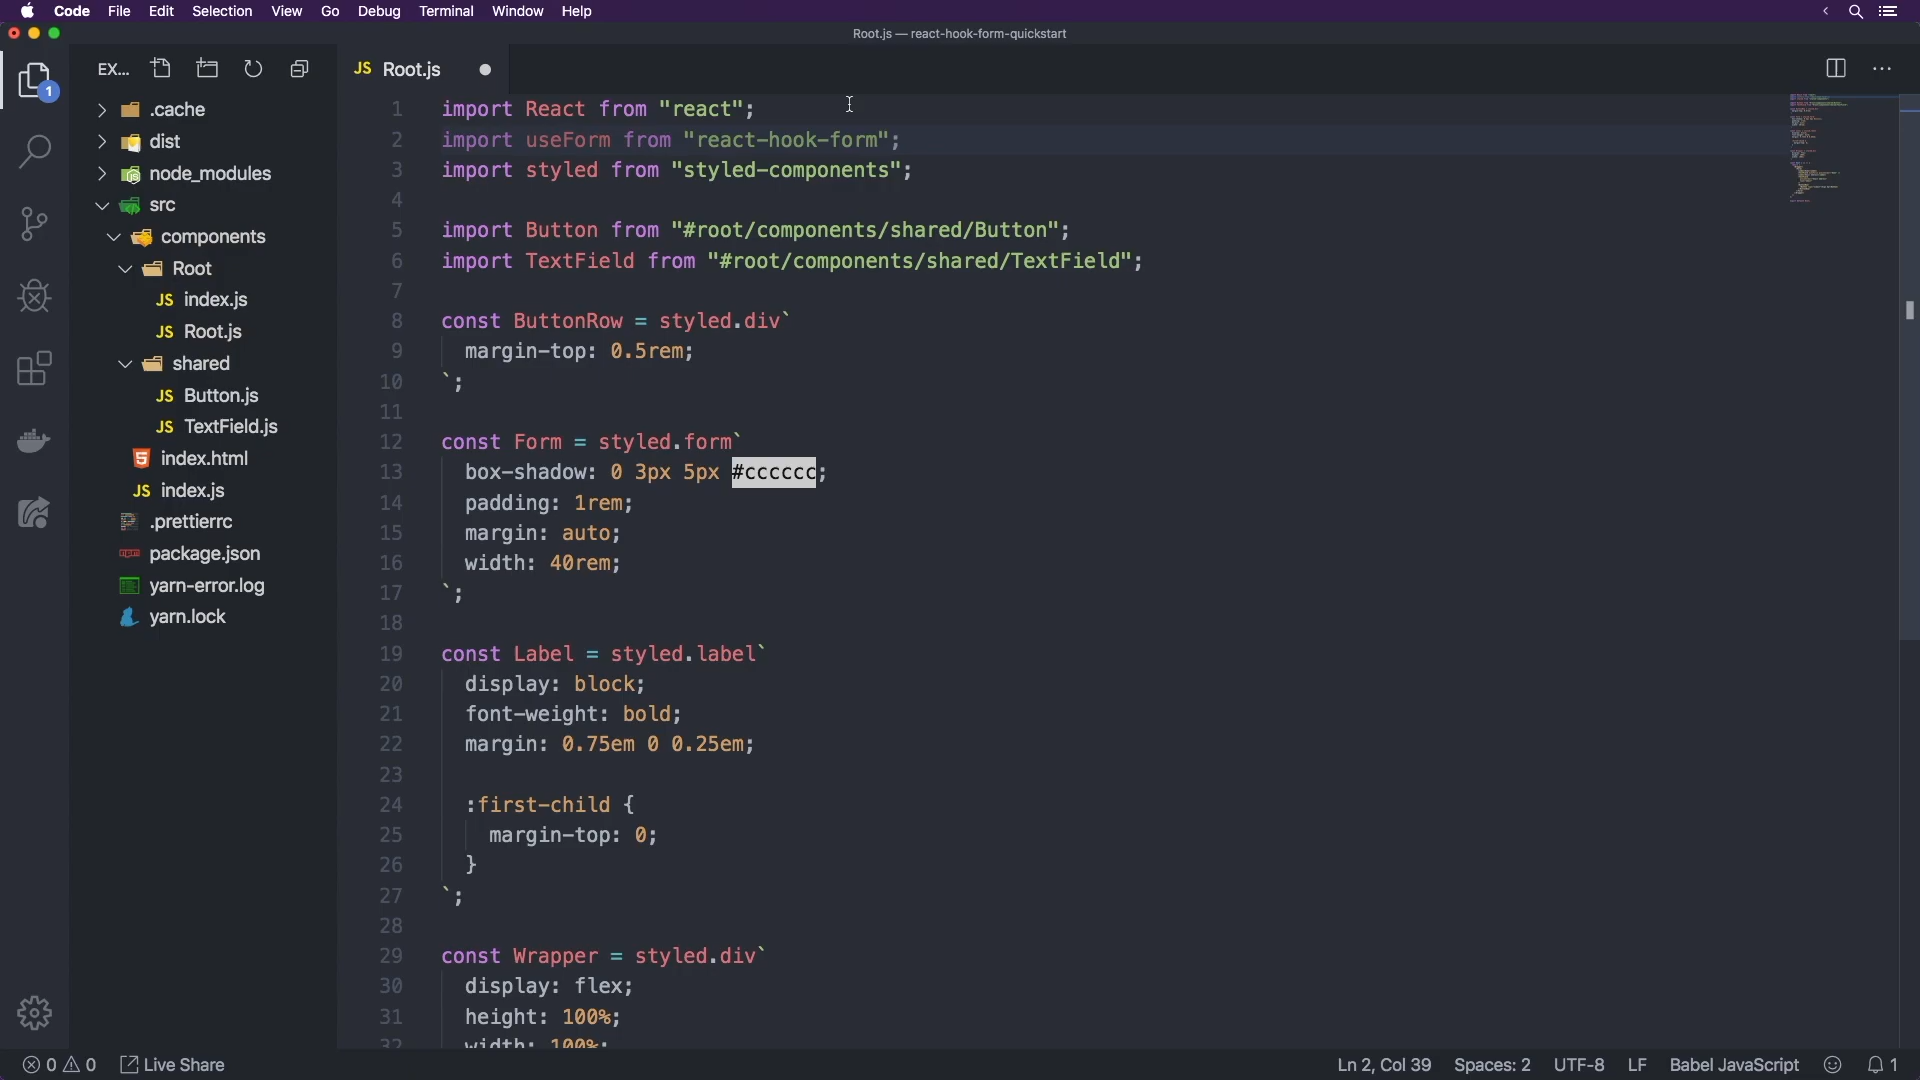 Code File Edit Selection View Go Debug Terminal Window Help
Root.js — react-hook-form-quickstart
EX...
JS Root.js
1
.cache
dist
node_modules
src
components
Root
JS index.js
JS Root.js
shared
JS Button.js
JS TextField.js
index.html
JS index.js
.prettierrc
package.json
yarn-error.log
yarn.lock
1 import React from "react";
2 import useForm from "react-hook-form";
3 import styled from "styled-components";
4
5 import Button from "#root/components/shared/Button";
6 import TextField from "#root/components/shared/TextField";
7
8 const ButtonRow = styled.div`
9 margin-top: 0.5rem;
10 `;
11
12 const Form = styled.form`
13 box-shadow: 0 3px 5px #cccccc;
14 padding: 1rem;
15 margin: auto;
16 width: 40rem;
17 `;
18
19 const Label = styled.label`
20 display: block;
21 font-weight: bold;
22 margin: 0.75em 0 0.25em;
23
24 :first-child {
25 margin-top: 0;
26 }
27 `;
28
29 const Wrapper = styled.div`
30 display: flex;
31 height: 100%;
32 width: 100%;
0 0 Live Share
Ln 2, Col 39 Spaces: 2 UTF-8 LF Babel JavaScript 1